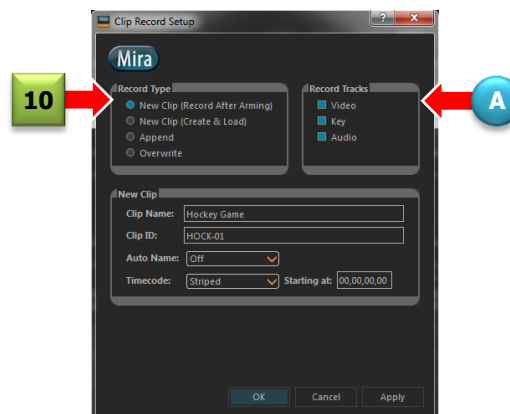 Clip Record Setup
?
X
Mira
10
A
Record Type
New Clip (Record After Arming)
New Clip (Create & Load)
Append
Overwrite
Record Tracks
Video
Key
Audio
New Clip
Clip Name: Hockey Game
Clip ID: HOCK-01
Auto Name: Off
Timecode: Striped Starting at: 00,00,00,00
OK Cancel Apply